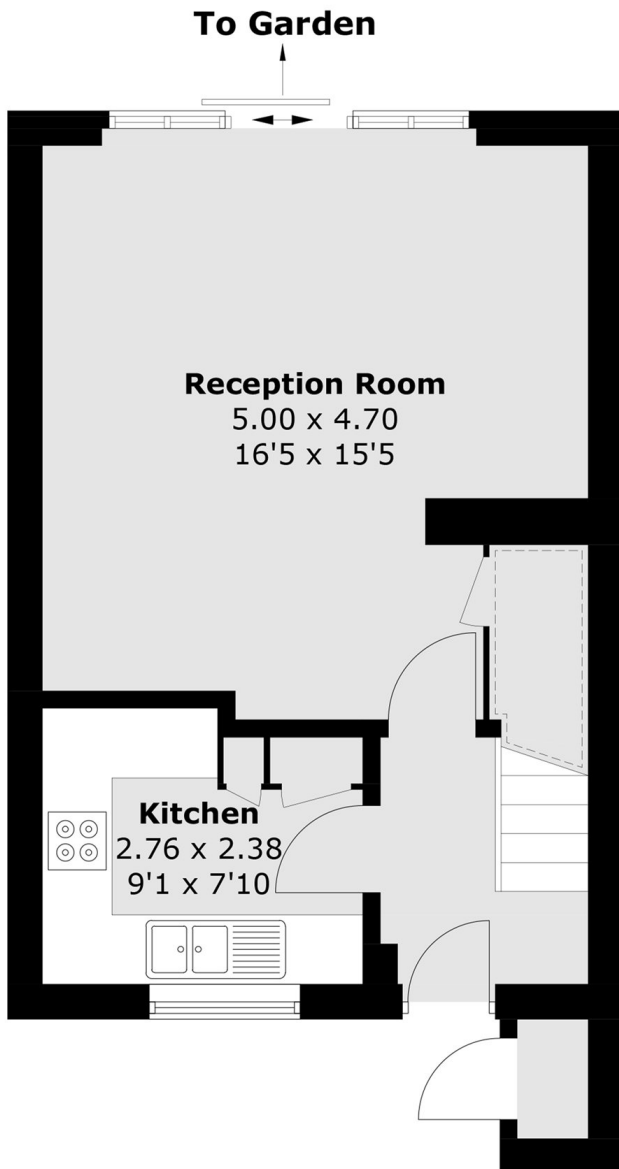 To Garden
Reception Room
5.00 x 4.70
16'5 x 15'5
Kitchen
2.76 x 2.38
9'1 x 7'10